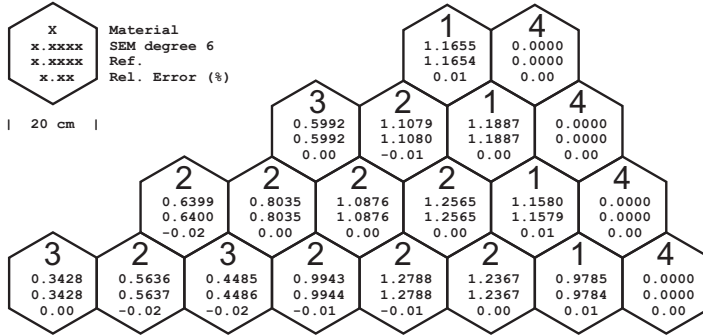 X Material
x.xxxx SEM degree 6
x.xxxx Ref.
x.xx Rel. Error (%)
| 20 cm |
1 4
1.1655 0.0000
1.1654 0.0000
0.01 0.00
3 2 1 4
0.5992 1.1079 1.1887 0.0000
0.5992 1.1080 1.1887 0.0000
0.00 -0.01 0.00 0.00
2 2 2 2 1 4
0.6399 0.8035 1.0876 1.2565 1.1580 0.0000
0.6400 0.8035 1.0876 1.2565 1.1579 0.0000
-0.02 0.00 0.00 0.00 0.01 0.00
3 2 3 2 2 2 1 4
0.3428 0.5636 0.4485 0.9943 1.2788 1.2367 0.9785 0.0000
0.3428 0.5637 0.4486 0.9944 1.2788 1.2367 0.9784 0.0000
0.00 -0.02 -0.02 -0.01 -0.01 0.00 0.01 0.00